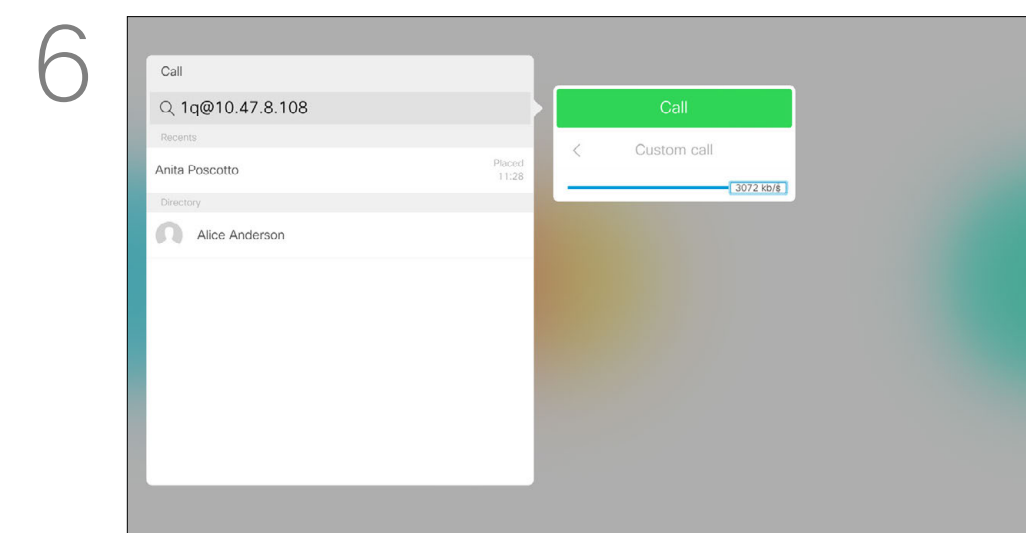 6
Call
1q@10.47.8.108
Recents
Anita Poscotto
Placed
11:28
Directory
Alice Anderson
Call
< Custom call
3072 kb/s